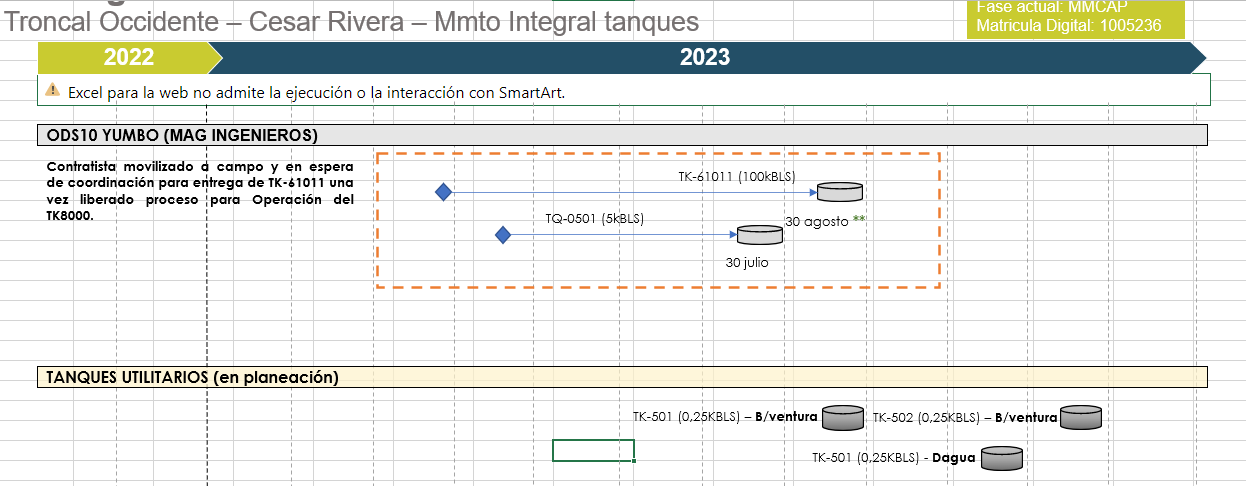 Fase actual: MMCAP
Troncal Occidente – Cesar Rivera – Mmto Integral tanques
Matricula Digital: 1005236
2022
2023
Excel para la web no admite la ejecución o la interacción con SmartArt.
ODS10 YUMBO (MAG INGENIEROS)
Contratista movilizado a campo y en espera
de coordinación para entrega de TK-61011 una
vez liberado proceso para Operación del
TK8000.
TK-61011 (100kBLS)
30 agosto **
TQ-0501 (5kBLS)
30 julio
TANQUES UTILITARIOS (en planeación)
TK-501 (0,25KBLS) – B/ventura
TK-502 (0,25KBLS) – B/ventura
TK-501 (0,25KBLS) - Dagua